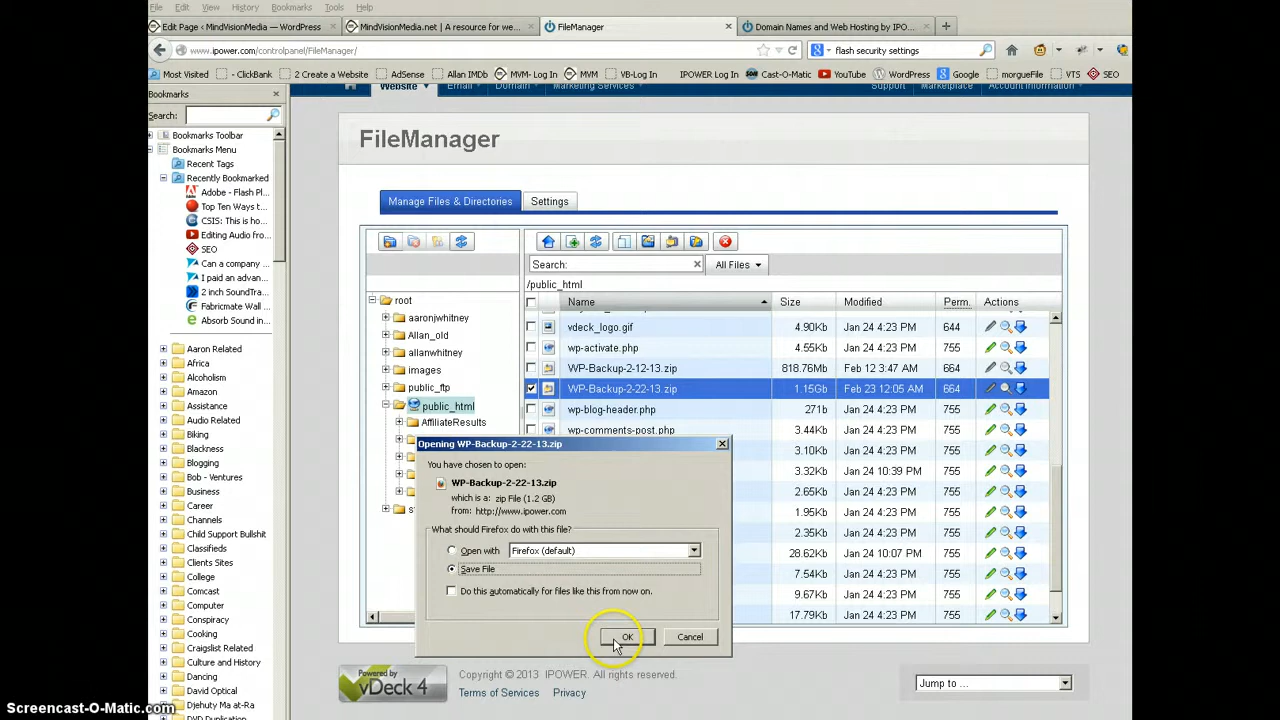 Edit View History Bookmarks Tools Help
Edit Page ‹ MindVisionMedia — WordPress
MindVisionMedia.net | A resource for we...
FileManager
Domain Names and Web Hosting by IPOW...
www.ipower.com/controlpanel/FileManager/
flash security settings
Most Visited - ClickBank 2 Create a Website AdSense Allan IMDb MVM- Log In MVM VB-Log In IPOWER Log In Cast-O-Matic YouTube WordPress Google morgueFile VTS SEO
Bookmarks
Search:
Bookmarks Toolbar
Bookmarks Menu
Recent Tags
Recently Bookmarked
Adobe - Flash Pl...
Top Ten Ways t...
CSIS: This is ho...
Editing Audio fro...
SEO
Can a company ...
I paid an advan...
2 inch SoundTra...
Fabricmate Wall ...
Absorb Sound in...
Aaron Related
Africa
Alcoholism
Amazon
Assistance
Audio Related
Biking
Blackness
Blogging
Bob - Ventures
Business
Career
Channels
Child Support Bullshit
Classifieds
Clients Sites
College
Computer
Computing
Cooking
Craigslist Related
Culture and History
Dancing
David Optical
Djehuty Ma at-Ra
DVD Duplication
Website Email Domain Marketing Services Support Marketplace Account Information
FileManager
Manage Files & Directories Settings
Search: All Files
/public_html
root
aaronjwhitney
Allan_old
allanwhitney
images
public_ftp
public_html
AffiliateResults
Name Size Modified Perm. Actions
vdeck_logo.gif 4.90Kb Jan 24 4:23 PM 644
wp-activate.php 4.55Kb Jan 24 4:23 PM 755
WP-Backup-2-12-13.zip 818.76Mb Feb 12 3:47 AM 664
WP-Backup-2-22-13.zip 1.15Gb Feb 23 12:05 AM 664
wp-blog-header.php 271b Jan 24 4:23 PM 755
wp-comments-post.php 3.44Kb Jan 24 4:23 PM 755
3.10Kb Jan 24 4:23 PM 755
3.32Kb Jan 24 10:39 PM 755
2.65Kb Jan 24 4:23 PM 755
1.95Kb Jan 24 4:23 PM 755
2.35Kb Jan 24 4:23 PM 755
28.62Kb Jan 24 10:07 PM 755
7.54Kb Jan 24 4:23 PM 755
9.67Kb Jan 24 4:23 PM 755
17.79Kb Jan 24 4:23 PM 755
Opening WP-Backup-2-22-13.zip
You have chosen to open:
WP-Backup-2-22-13.zip
which is a: zip File (1.2 GB)
from: http://www.ipower.com
What should Firefox do with this file?
Open with Firefox (default)
Save File
Do this automatically for files like this from now on.
OK Cancel
Powered by
vDeck 4
Copyright © 2013 IPOWER. All rights reserved.
Terms of Services Privacy
Jump to ...
Screencast-O-Matic.com